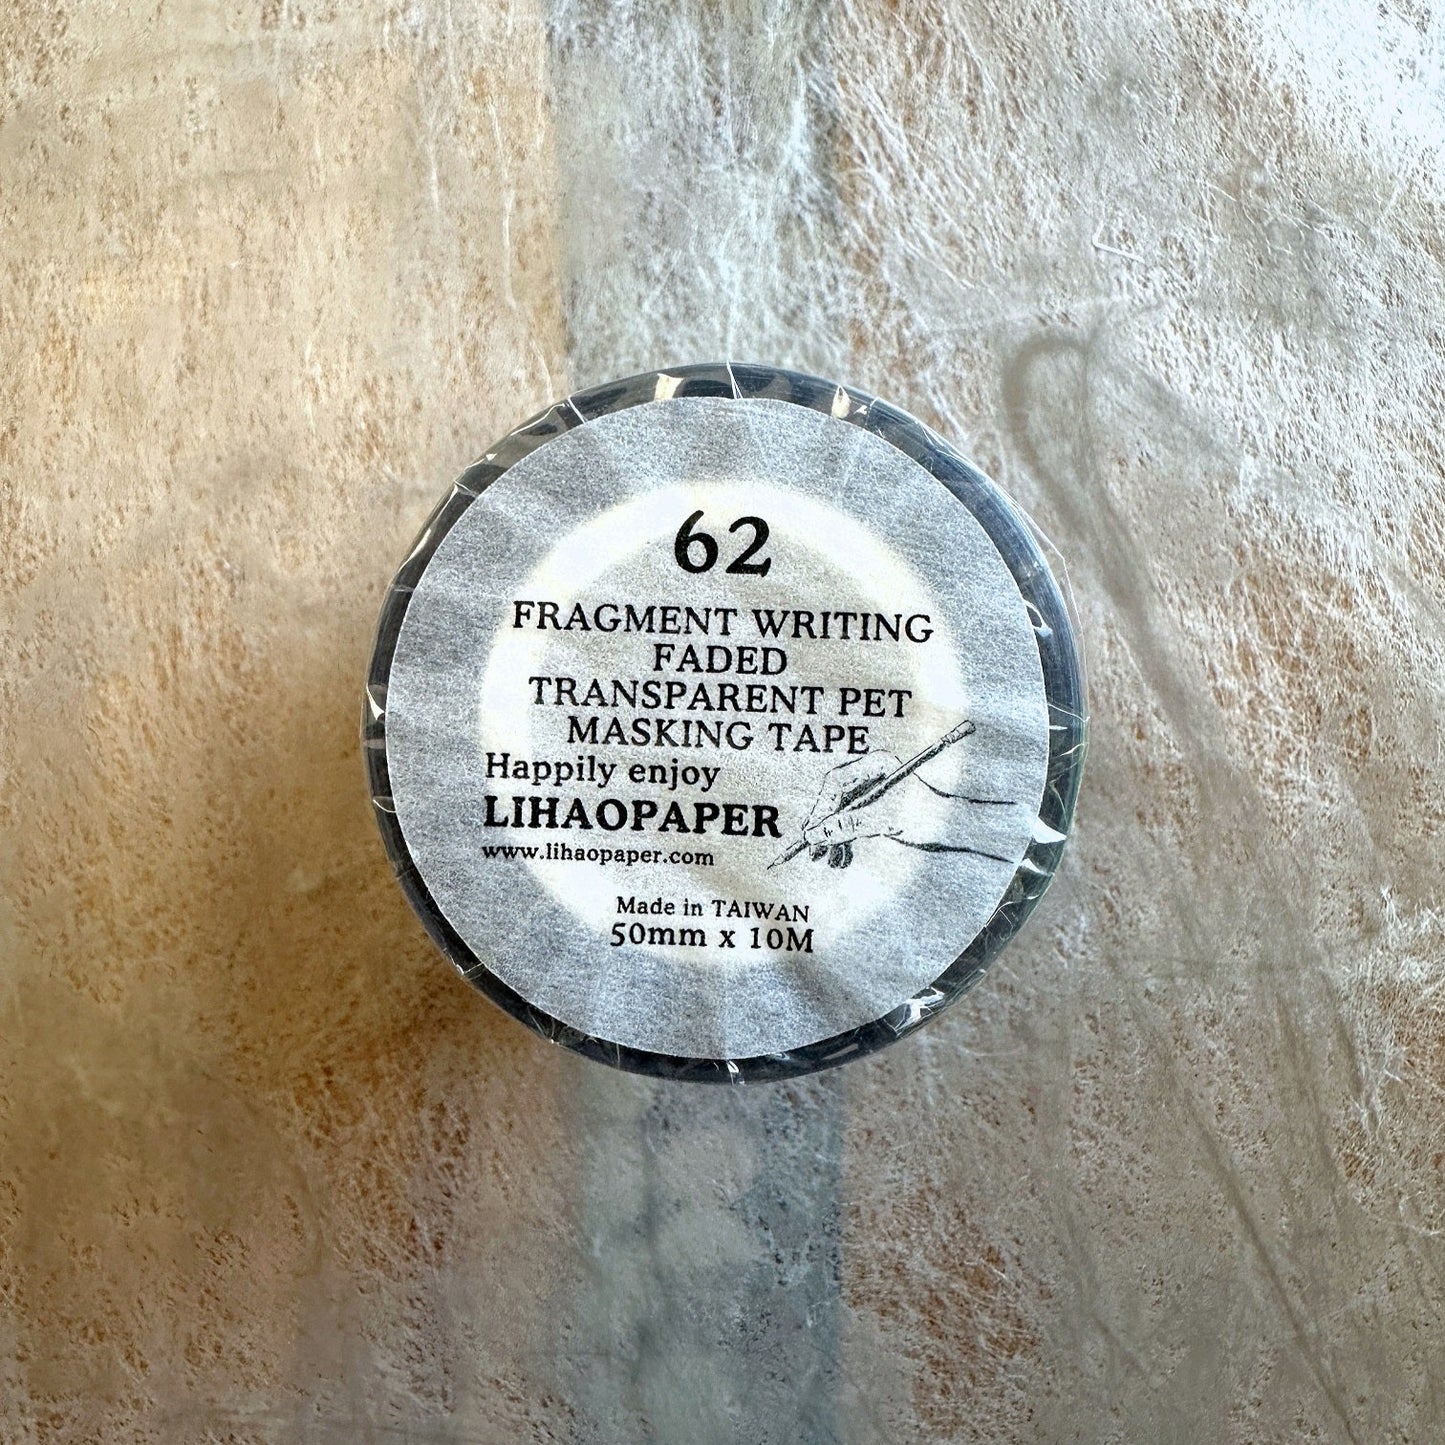 62
FRAGMENT WRITING
FADED
TRANSPARENT PET
MASKING TAPE
Happily enjoy
LIHAOPAPER
www.lihaopaper.com
Made in TAIWAN
50mm x 10M